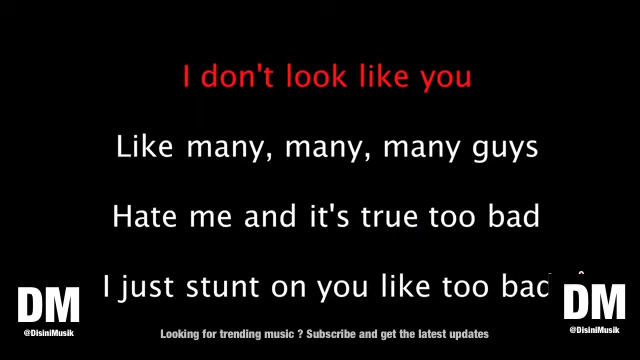 I don't look like you
Like many, many, many guys
Hate me and it's true too bad
I just stunt on you like too bad
DM
@DisiniMusik
DM
@DisiniMusik
Looking for trending music ? Subscribe and get the latest updates